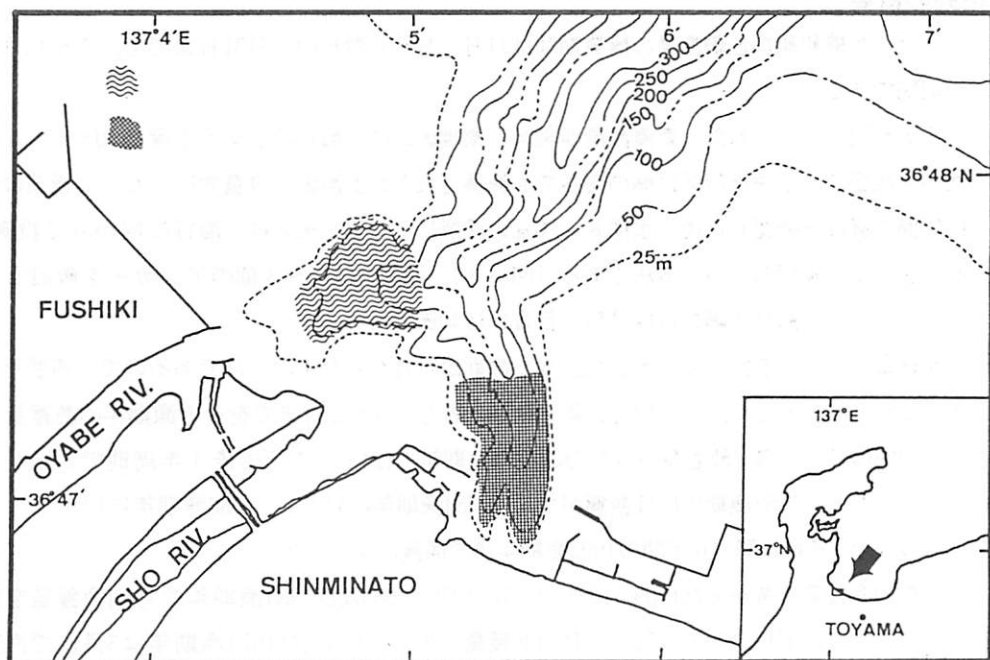 137°4′E
5
6
7′
300
250
200
150
100
36°48′N
50
25m
FUSHIKI
OYABE RIV.
36°47′
SHO RIV.
SHINMINATO
137°E
37°N
TOYAMA